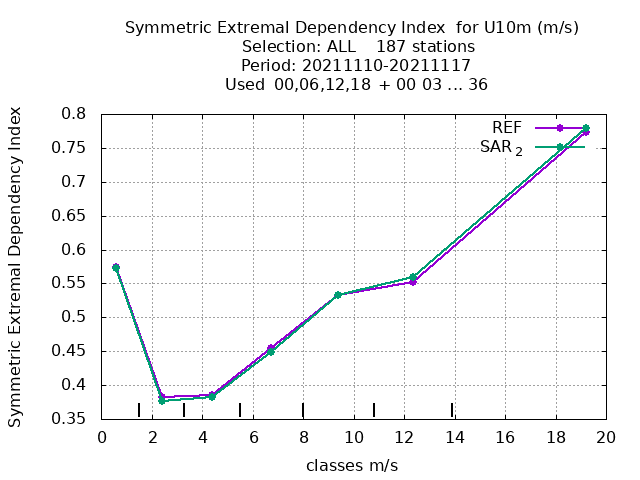 Symmetric Extremal Dependency Index  for U10m (m/s)
Selection: ALL    187 stations
Period: 20211110-20211117
Used  00,06,12,18 + 00 03 ... 36
REF
SAR 2
Symmetric Extremal Dependency Index
0.8
0.75
0.7
0.65
0.6
0.55
0.5
0.45
0.4
0.35
0 2 4 6 8 10 12 14 16 18 20
classes m/s